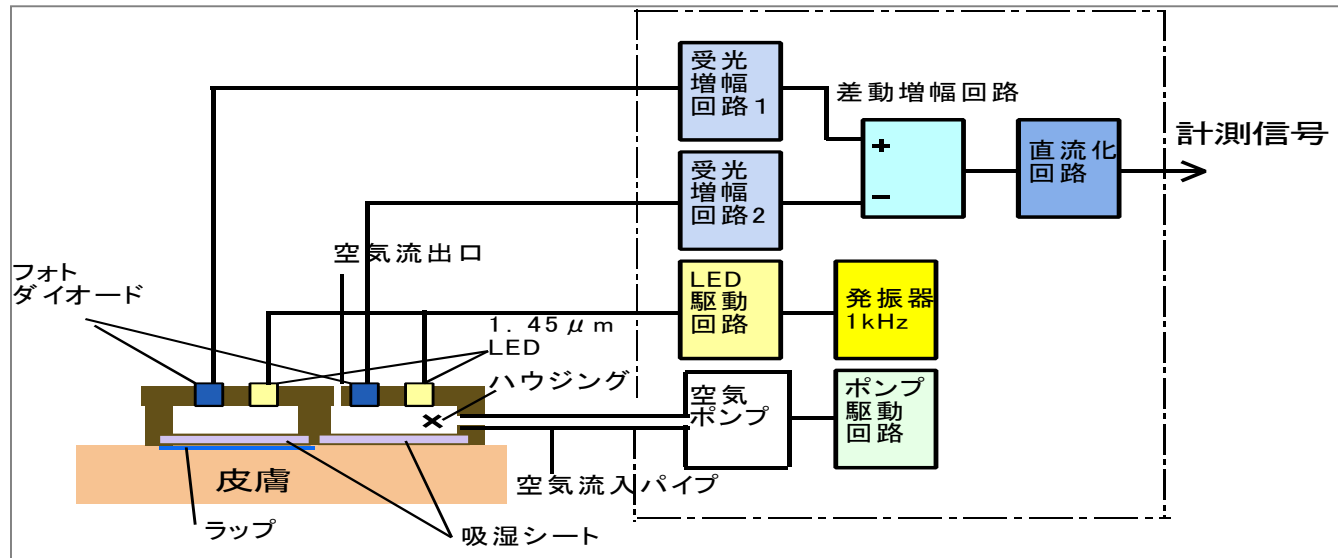 受光
増幅
回路1
差動増幅回路
+
−
直流化
回路
計測信号
受光
増幅
回路2
空気流出口
フォト
ダイオード
LED
駆動
回路
発振器
1kHz
1. 45μm
LED
ハウジング
空気
ポンプ
ポンプ
駆動
回路
皮膚
空気流入パイプ
ラップ
吸湿シート